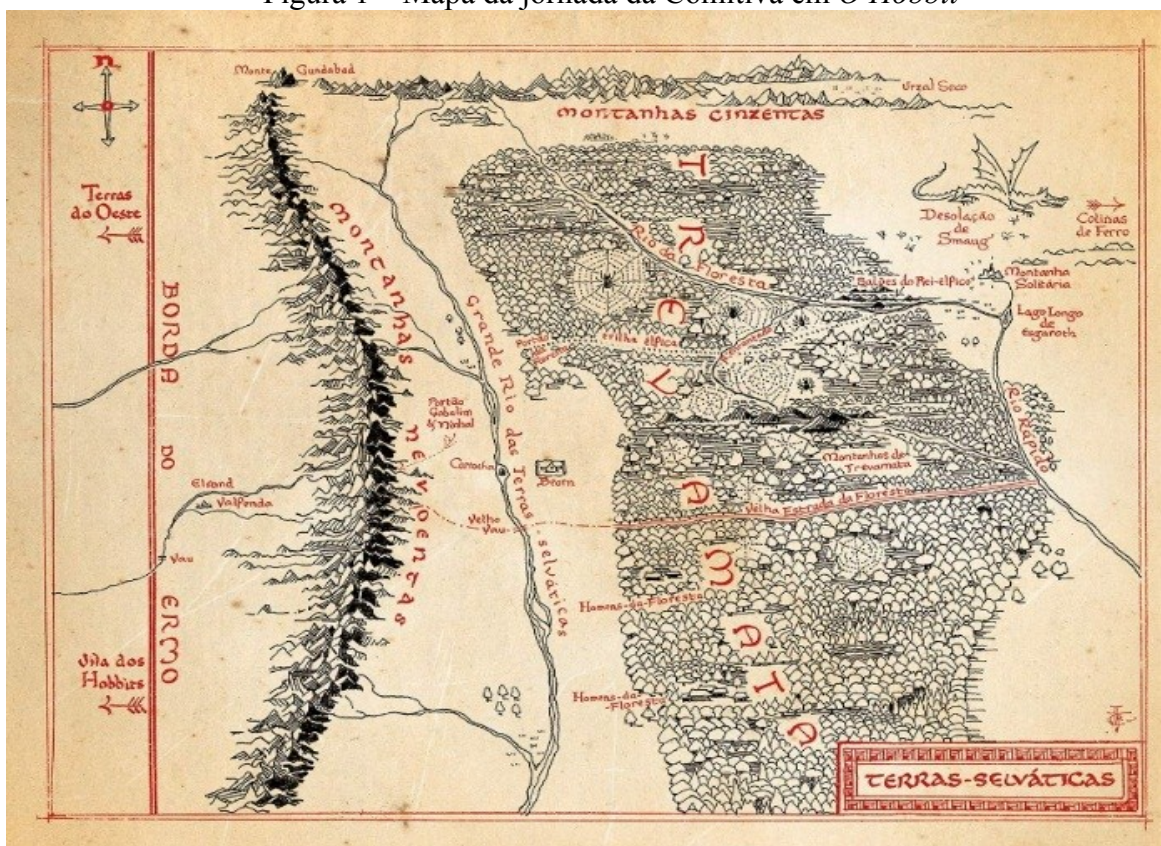 Figura 1 – Mapa da jornada da Comitiva em O Hobbit
n
Monte Gundabad
Urzal Seco
MONTANHAS CINZENTAS
Terras
do Oeste
Desolação
de
Smaug
Colinas
de Ferro
BORDA DO ERMO
MONTANHAS NEVOENTAS
Grande Rio das Terras-selváticas
TREVAMATA
Rio da Floresta
Salões do Rei-élfico
Montanha
Solitária
Lago Longo
de
Esgaroth
Portão
trilha élfica
Portão
Gobelim
Carrocha
Beorn
Rio Rápido
Montanhas de
Trevamata
Elrond
Valfenda
Vau
Velho
Vau
Velha Estrada da Floresta
Homens-da-Floresta
Vila dos
Hobbits
Homens-da-
-Floresta
TERRAS-SELVÁTICAS